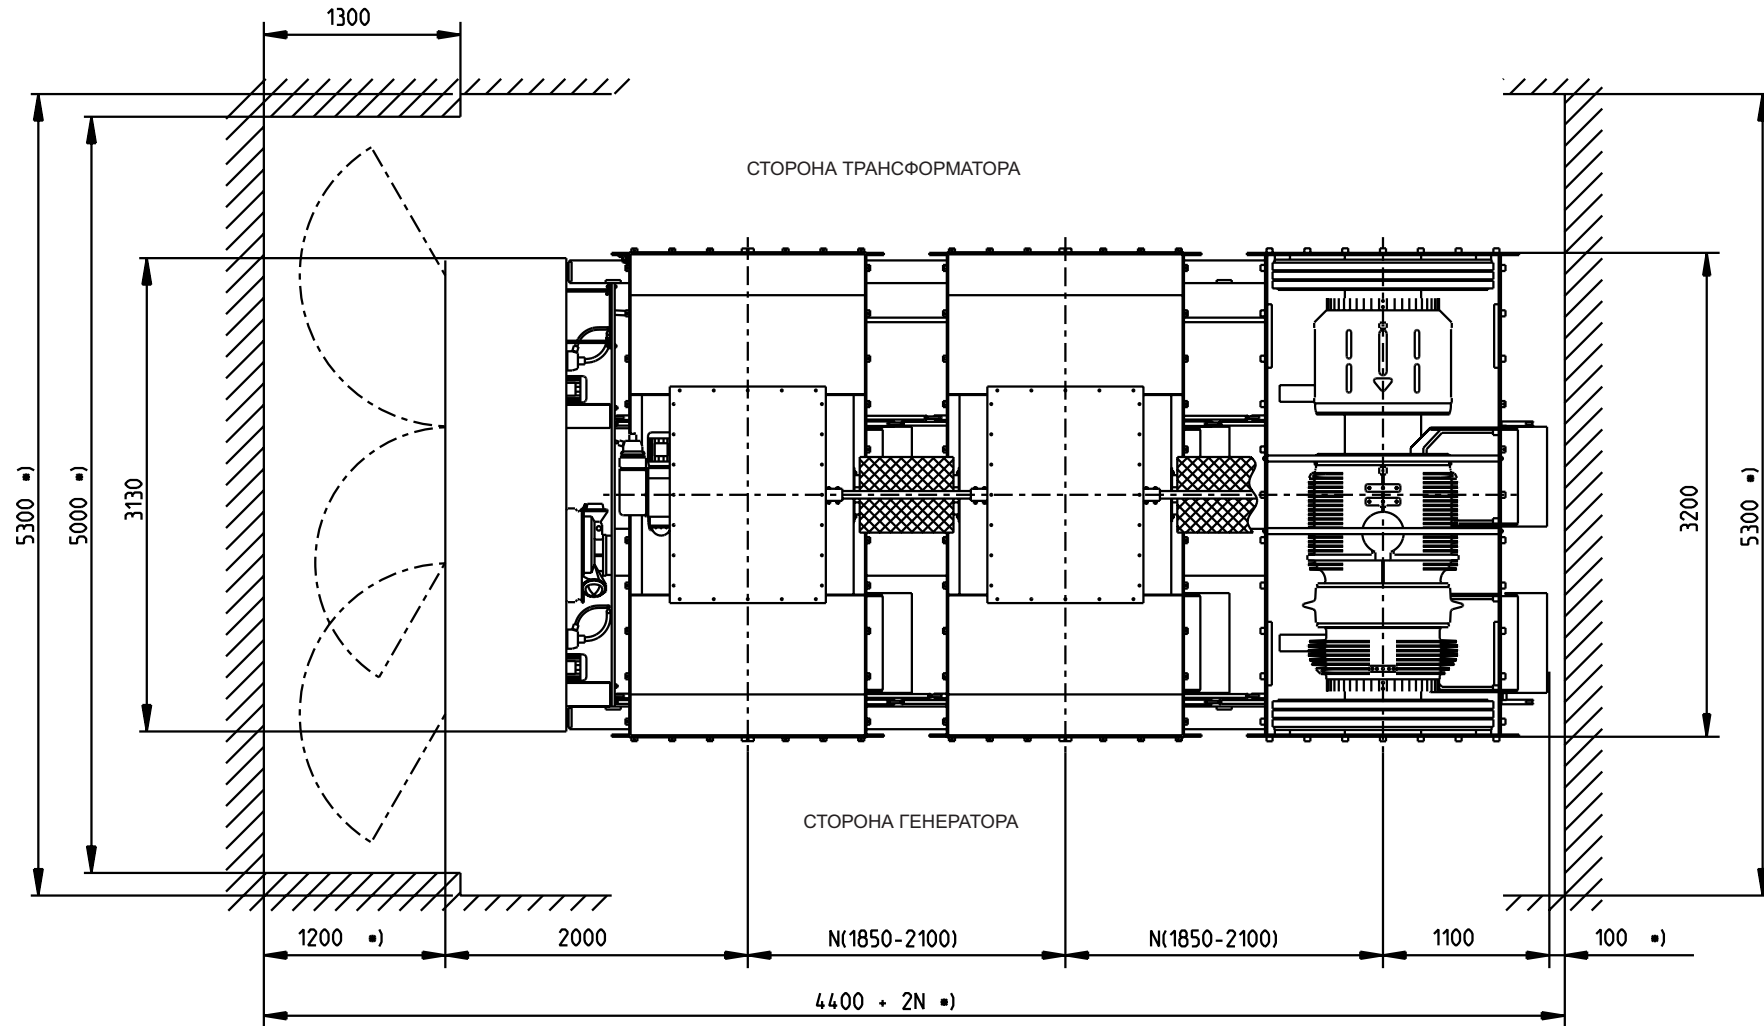 1300
СТОРОНА ТРАНСФОРМАТОРА
5300 *)
5000 *)
3130
3200
5300 *)
СТОРОНА ГЕНЕРАТОРА
1200 *) 2000 N(1850-2100) N(1850-2100) 1100 100 *)
4400 + 2N *)